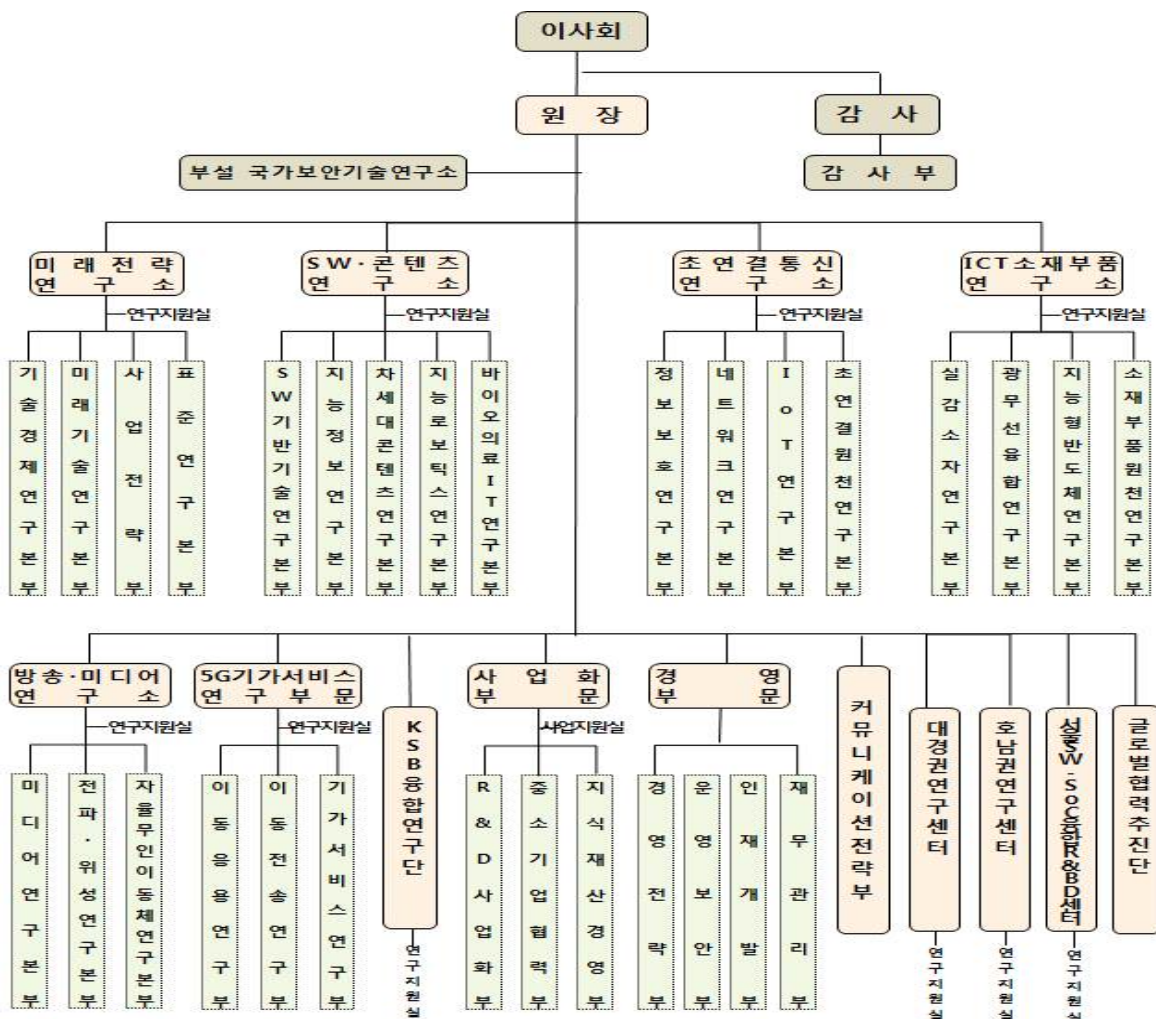 이사회
원 장
감 사
부설 국가보안기술연구소
감 사 부
미 래 전 략
연 구 소
SW·콘텐츠
연 구 소
초연결통신
연 구 소
ICT소재부품
연 구 소
연구지원실
연구지원실
연구지원실
연구지원실
기술경제연구본부
미래기술연구본부
사업전략부
표준연구본부
SW기반기술연구본부
지능정보연구본부
차세대콘텐츠연구본부
지능로보틱스연구본부
바이오의료IT연구본부
정보보호연구본부
네트워크연구본부
IoT연구본부
초연결원천연구본부
실감소자연구본부
광무선융합연구본부
지능형반도체연구본부
소재부품원천연구본부
방송·미디어
연 구 소
5G기가서비스
연 구 부 문
KSB융합연구단
사 업 화
부 문
경 영
부 문
커뮤니케이션전략부
대경권연구센터
호남권연구센터
서울SW-SoC융합R&BD센터
글로벌협력추진단
연구지원실
연구지원실
사업지원실
미디어연구본부
전파·위성연구본부
자율무인이동체연구본부
이동응용연구부
이동전송연구부
기가서비스연구부
연구지원실
R&D사업화부
중소기업협력부
지식재산경영부
경영전략부
운영보안부
인재개발부
재무관리부
연구지원실
연구지원실
연구지원실